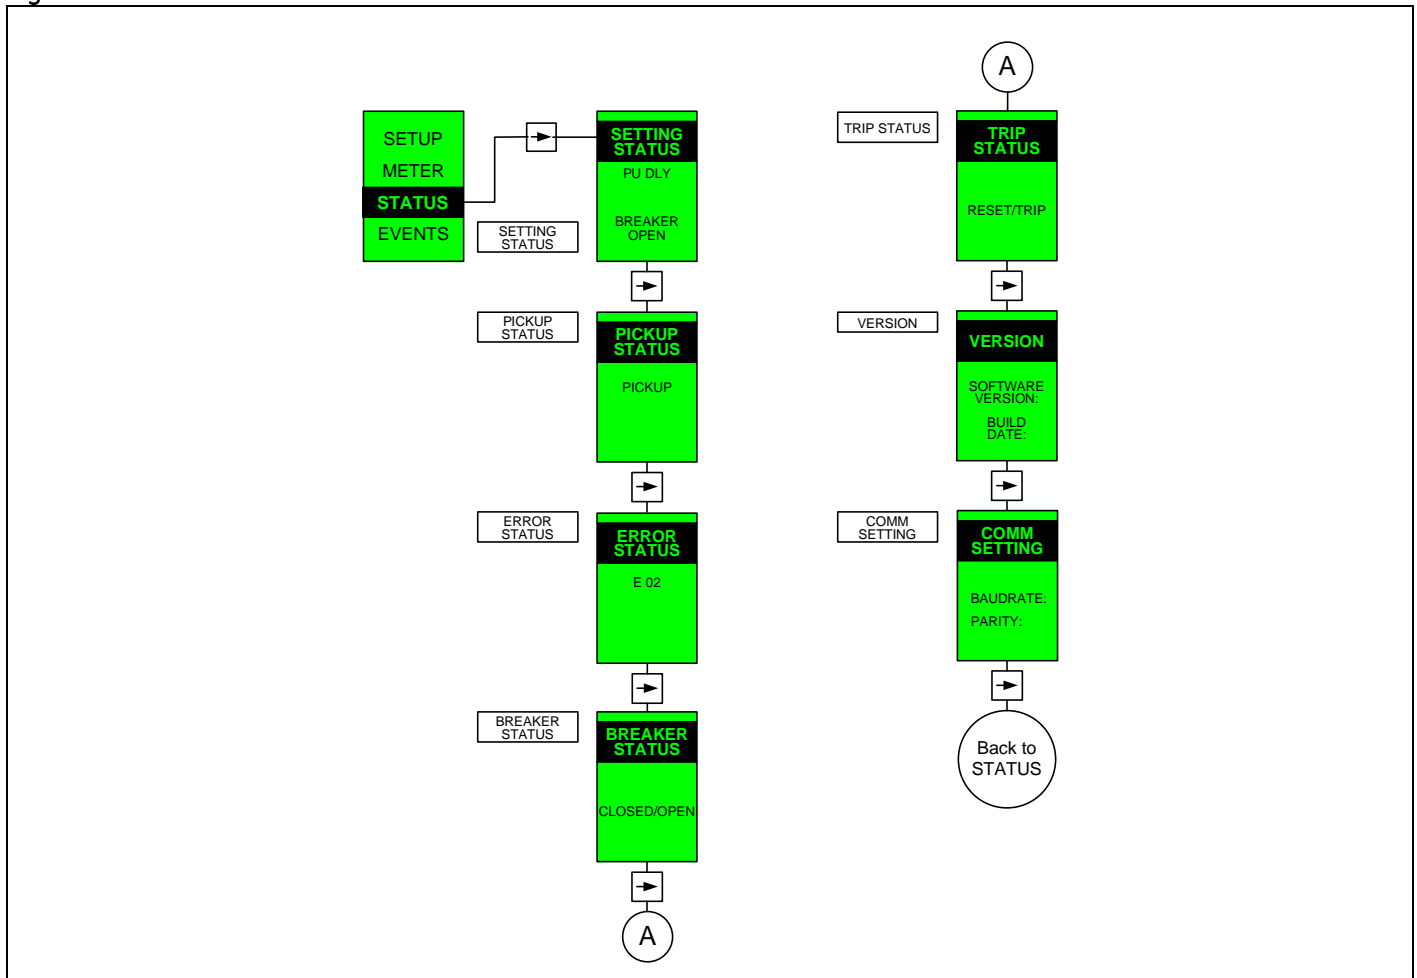 SETUP
METER
STATUS
EVENTS
SETTING
STATUS
SETTING
STATUS
PU DLY
BREAKER
OPEN
PICKUP
STATUS
PICKUP
STATUS
PICKUP
ERROR
STATUS
ERROR
STATUS
E 02
BREAKER
STATUS
BREAKER
STATUS
CLOSED/OPEN
A
A
TRIP STATUS
TRIP
STATUS
RESET/TRIP
VERSION
VERSION
SOFTWARE
VERSION:
BUILD
DATE:
COMM
SETTING
COMM
SETTING
BAUDRATE:
PARITY:
Back to
STATUS